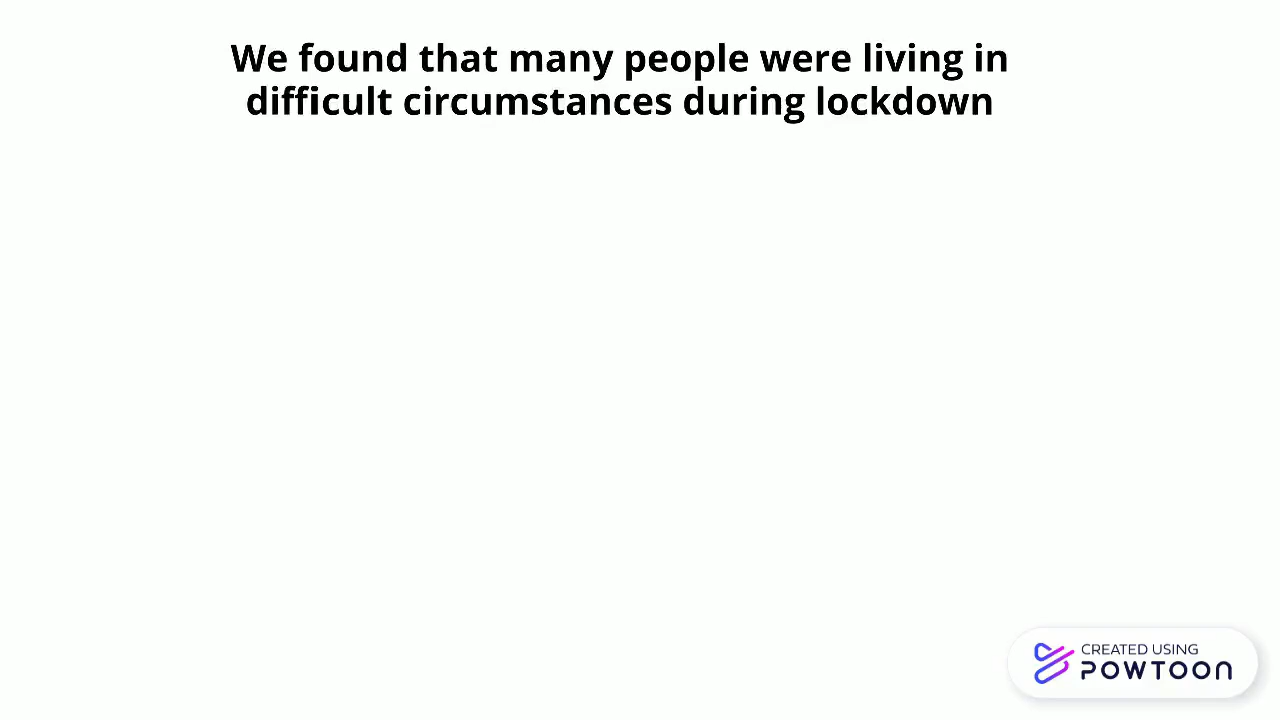 We found that many people were living in
difficult circumstances during lockdown
CREATED USING
POWTOON